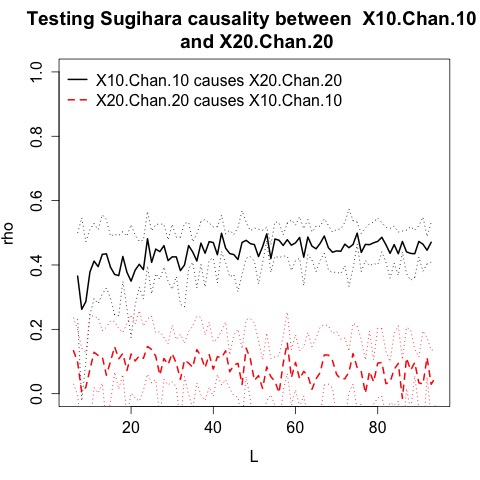 Testing Sugihara causality between  X10.Chan.10
and X20.Chan.20
X10.Chan.10 causes X20.Chan.20
X20.Chan.20 causes X10.Chan.10
1.0
0.8
0.6
0.4
0.2
0.0
rho
20 40 60 80
L